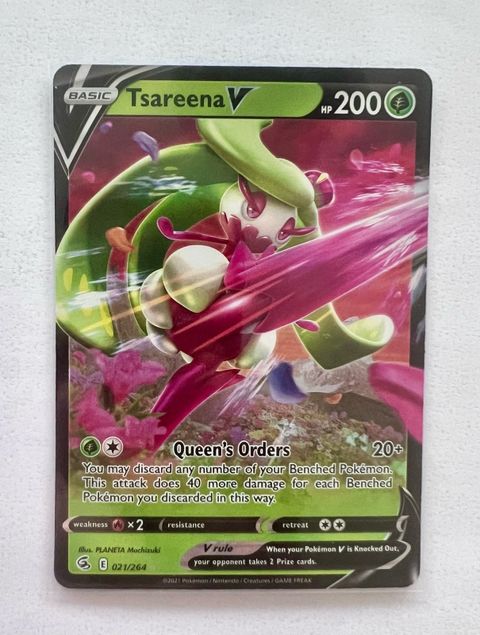 BASIC Tsareena V HP 200
Queen's Orders 20+
You may discard any number of your Benched Pokémon.
This attack does 40 more damage for each Benched
Pokémon you discarded in this way.
weakness ×2 resistance retreat
Illus. PLANETA Mochizuki
V rule When your Pokémon V is Knocked Out,
your opponent takes 2 Prize cards.
E 021/264
©2021 Pokémon / Nintendo / Creatures / GAME FREAK